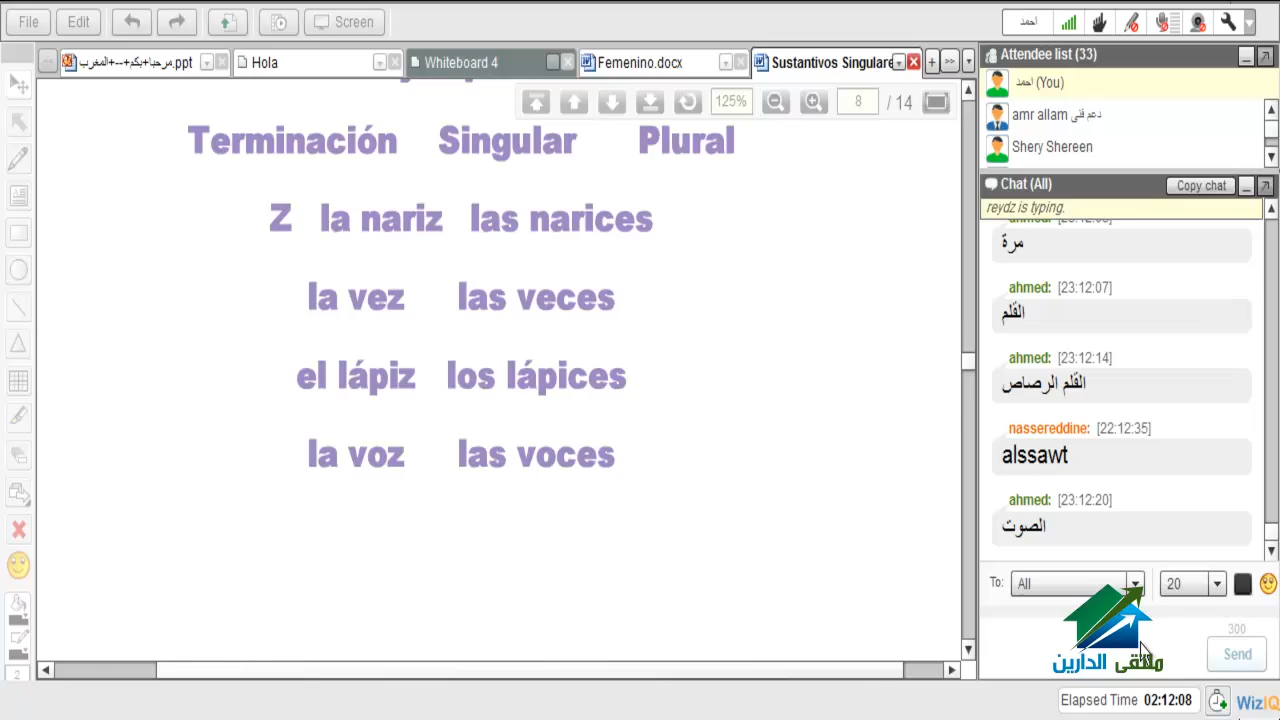 File Edit Screen احمد
مرحبا+بكم+--+المغرب.ppt Hola Whiteboard 4 Femenino.docx Sustantivos Singulare
125% 8 / 14
Terminación Singular Plural
Z la nariz las narices
la vez las veces
el lápiz los lápices
la voz las voces
Attendee list (33)
احمد (You)
amr allam دعم فنى
Shery Shereen
Chat (All) Copy chat
reydz is typing.
مرة
ahmed: [23:12:07]
القلم
ahmed: [23:12:14]
القلم الرصاص
nassereddine: [22:12:35]
alssawt
ahmed: [23:12:20]
الصوت
To: All 20
300
Send
ملتقى الدارين
2
Elapsed Time 02:12:08 WizIQ